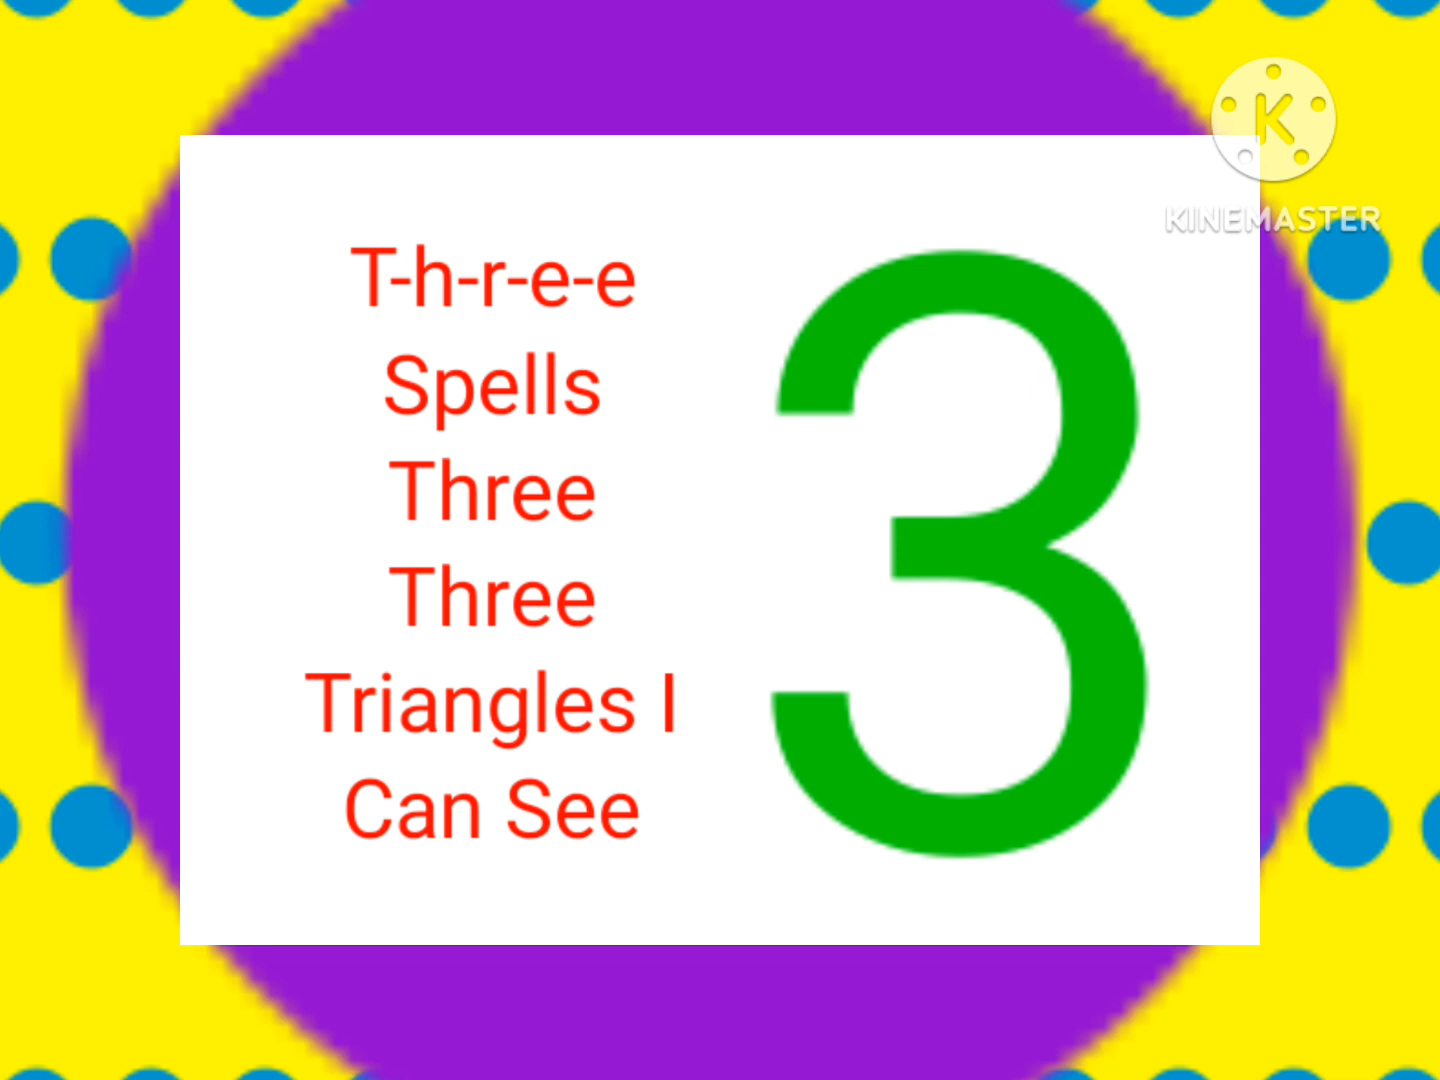 T-h-r-e-e
Spells
Three
Three
Triangles I
Can See
3
K
KINEMASTER